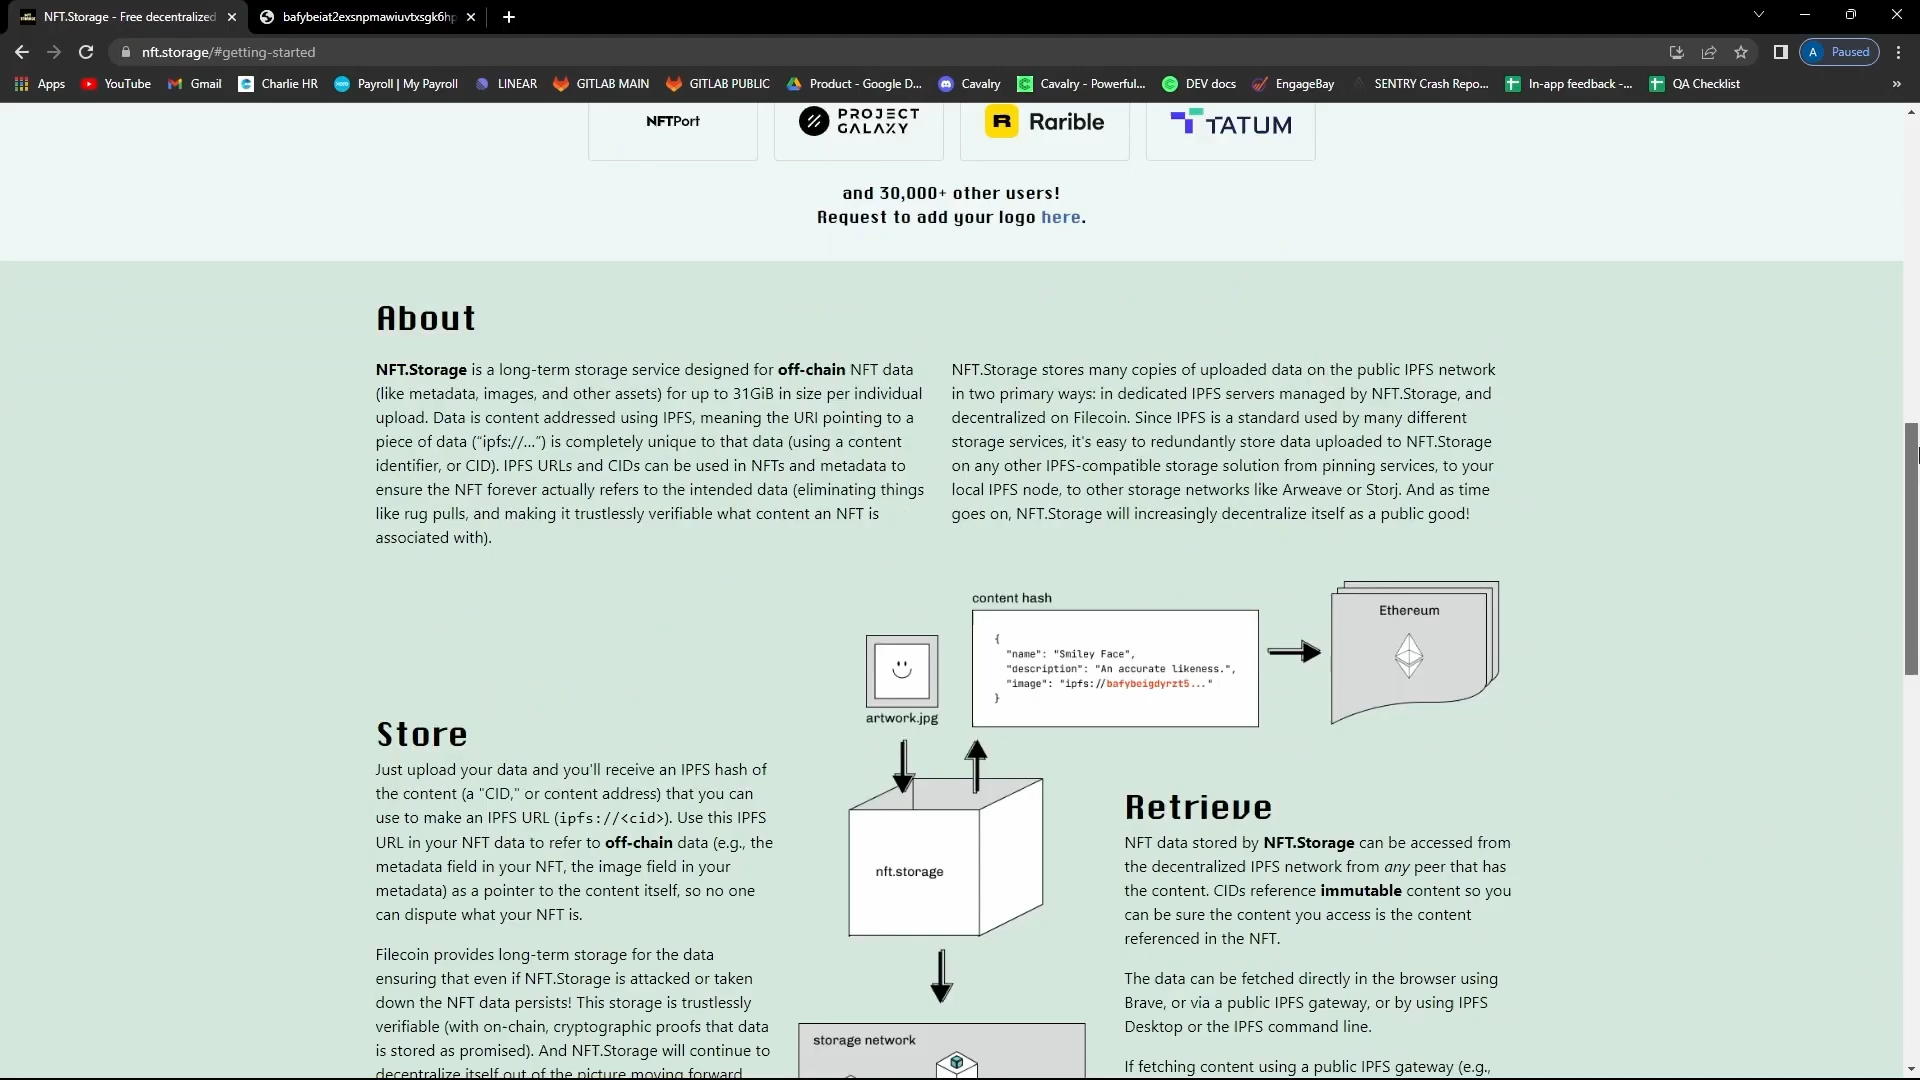 NFT.Storage - Free decentralized
bafybeiat2exsnpmawiuvtxsgk6hp
nft.storage/#getting-started
A Paused
Apps YouTube Gmail Charlie HR Payroll | My Payroll LINEAR GITLAB MAIN GITLAB PUBLIC Product - Google D... Cavalry Cavalry - Powerful... DEV docs EngageBay SENTRY Crash Repo... In-app feedback -... QA Checklist »
NFTPort
PROJECT
GALAXY
R Rarible
TATUM
and 30,000+ other users!
Request to add your logo here.
About
NFT.Storage is a long-term storage service designed for off-chain NFT data
(like metadata, images, and other assets) for up to 31GiB in size per individual
upload. Data is content addressed using IPFS, meaning the URI pointing to a
piece of data (“ipfs://…”) is completely unique to that data (using a content
identifier, or CID). IPFS URLs and CIDs can be used in NFTs and metadata to
ensure the NFT forever actually refers to the intended data (eliminating things
like rug pulls, and making it trustlessly verifiable what content an NFT is
associated with).
NFT.Storage stores many copies of uploaded data on the public IPFS network
in two primary ways: in dedicated IPFS servers managed by NFT.Storage, and
decentralized on Filecoin. Since IPFS is a standard used by many different
storage services, it's easy to redundantly store data uploaded to NFT.Storage
on any other IPFS-compatible storage solution from pinning services, to your
local IPFS node, to other storage networks like Arweave or Storj. And as time
goes on, NFT.Storage will increasingly decentralize itself as a public good!
content hash
{
"name": "Smiley Face",
"description": "An accurate likeness.",
"image": "ipfs://bafybeigdyrzt5..."
}
Ethereum
artwork.jpg
Store
Just upload your data and you'll receive an IPFS hash of
the content (a "CID," or content address) that you can
use to make an IPFS URL (ipfs://<cid>). Use this IPFS
URL in your NFT data to refer to off-chain data (e.g., the
metadata field in your NFT, the image field in your
metadata) as a pointer to the content itself, so no one
can dispute what your NFT is.
Filecoin provides long-term storage for the data
ensuring that even if NFT.Storage is attacked or taken
down the NFT data persists! This storage is trustlessly
verifiable (with on-chain, cryptographic proofs that data
is stored as promised). And NFT.Storage will continue to
decentralize itself out of the picture moving forward
nft.storage
storage network
Retrieve
NFT data stored by NFT.Storage can be accessed from
the decentralized IPFS network from any peer that has
the content. CIDs reference immutable content so you
can be sure the content you access is the content
referenced in the NFT.
The data can be fetched directly in the browser using
Brave, or via a public IPFS gateway, or by using IPFS
Desktop or the IPFS command line.
If fetching content using a public IPFS gateway (e.g.,